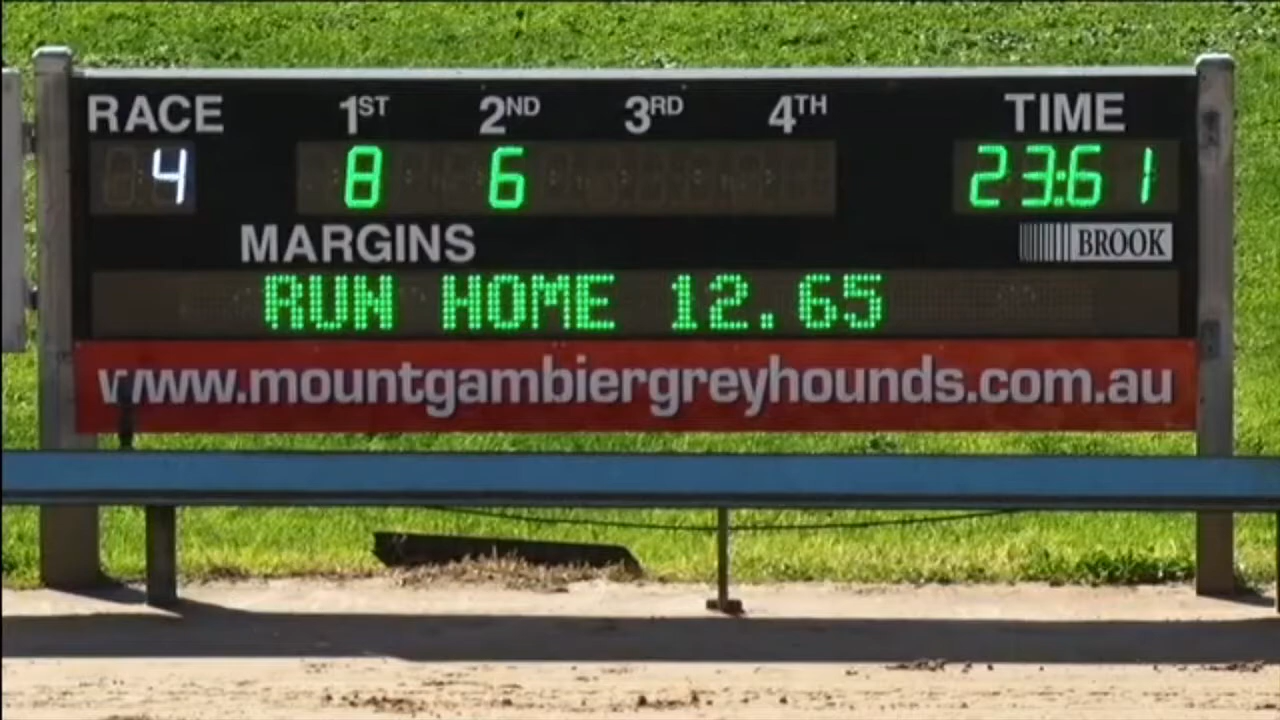 RACE 1ST 2ND 3RD 4TH TIME
4 8 6 23:61
MARGINS BROOK
RUN HOME 12.65
www.mountgambiergreyhounds.com.au